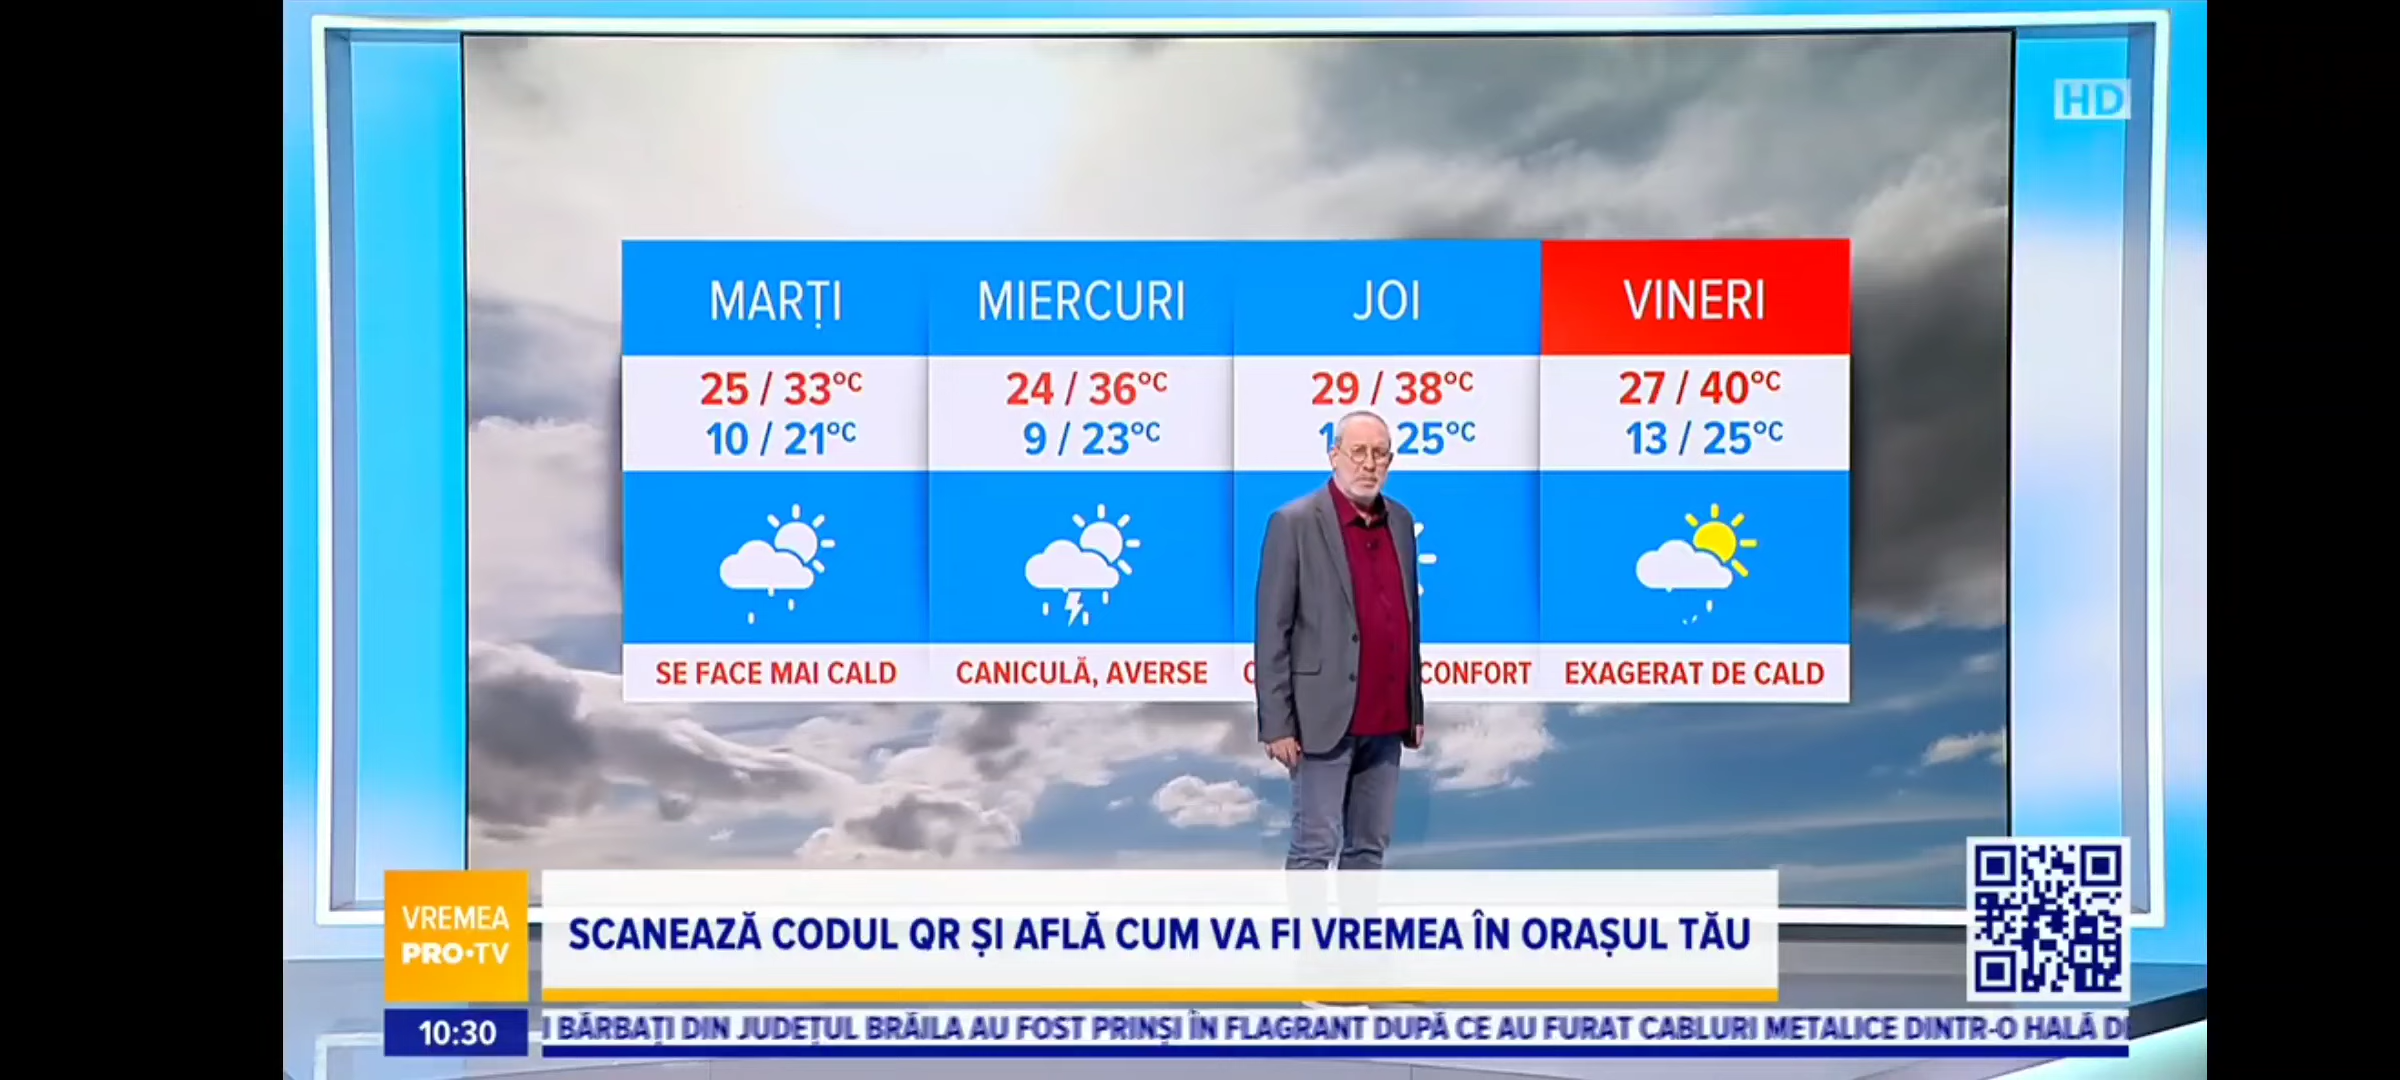 HD
MARȚI
MIERCURI
JOI
VINERI
25 / 33°C
24 / 36°C
29 / 38°C
27 / 40°C
10 / 21°C
9 / 23°C
25°C
13 / 25°C
SE FACE MAI CALD
CANICULĂ, AVERSE
EXAGERAT DE CALD
VREMEA
PRO•TV
SCANEAZĂ CODUL QR ȘI AFLĂ CUM VA FI VREMEA ÎN ORAȘUL TĂU
10:30
I BĂRBAȚI DIN JUDEȚUL BRĂILA AU FOST PRINȘI ÎN FLAGRANT DUPĂ CE AU FURAT CABLURI METALICE DINTR-O HALĂ